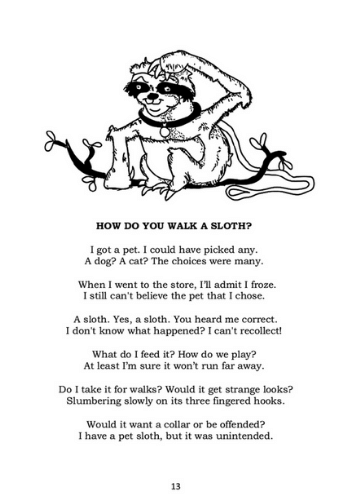 HOW DO YOU WALK A SLOTH?
I got a pet. I could have picked any.
A dog? A cat? The choices were many.
When I went to the store, I'll admit I froze.
I still can't believe the pet that I chose.
A sloth. Yes, a sloth. You heard me correct.
I don't know what happened? I can't recollect!
What do I feed it? How do we play?
At least I'm sure it won't run far away.
Do I take it for walks? Would it get strange looks?
Slumbering slowly on its three fingered hooks.
Would it want a collar or be offended?
I have a pet sloth, but it was unintended.
13